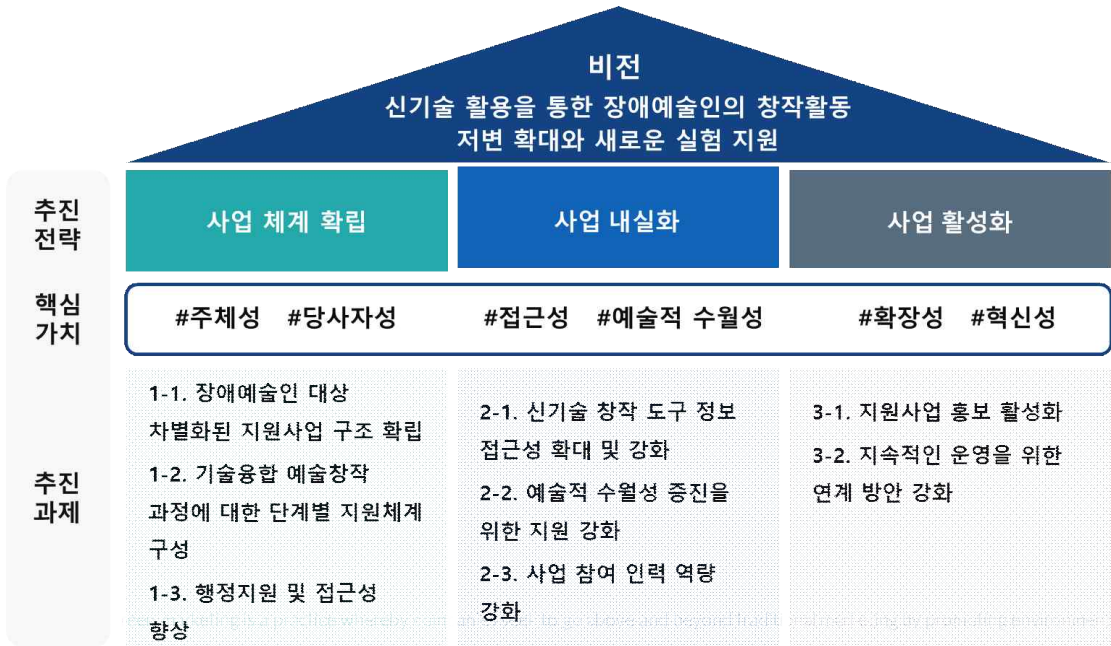 비전
신기술 활용을 통한 장애예술인의 창작활동
저변 확대와 새로운 실험 지원
추진
전략
사업 체계 확립
사업 내실화
사업 활성화
핵심
가치
#주체성 #당사자성
#접근성 #예술적 수월성
#확장성 #혁신성
추진
과제
1-1. 장애예술인 대상
차별화된 지원사업 구조 확립
1-2. 기술융합 예술창작
과정에 대한 단계별 지원체계
구성
1-3. 행정지원 및 접근성
향상
2-1. 신기술 창작 도구 정보
접근성 확대 및 강화
2-2. 예술적 수월성 증진을
위한 지원 강화
2-3. 사업 참여 인력 역량
강화
3-1. 지원사업 홍보 활성화
3-2. 지속적인 운영을 위한
연계 방안 강화